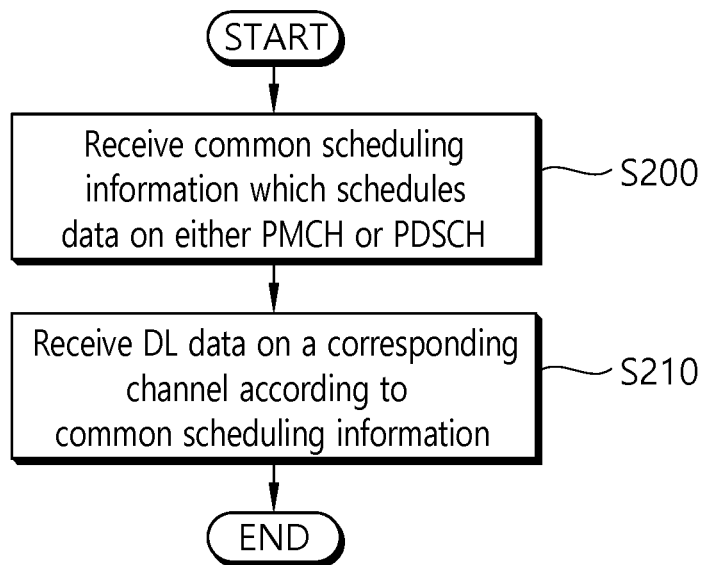 START
Receive common scheduling
information which schedules
data on either PMCH or PDSCH
S200
Receive DL data on a corresponding
channel according to
common scheduling information
S210
END